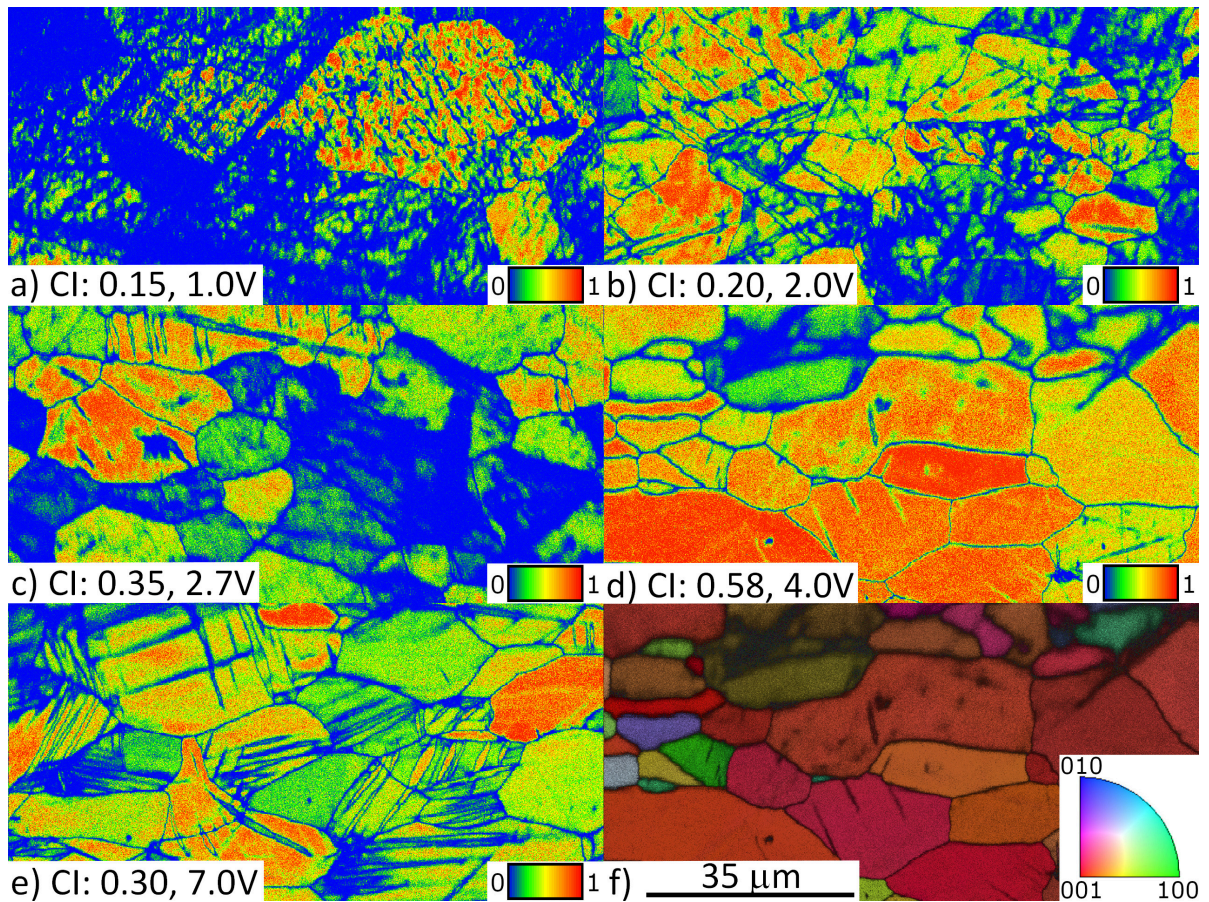 a) CI: 0.15, 1.0V
0 1
b) CI: 0.20, 2.0V
0 1
c) CI: 0.35, 2.7V
0 1
d) CI: 0.58, 4.0V
0 1
e) CI: 0.30, 7.0V
0 1
f)
35 µm
010
001 100